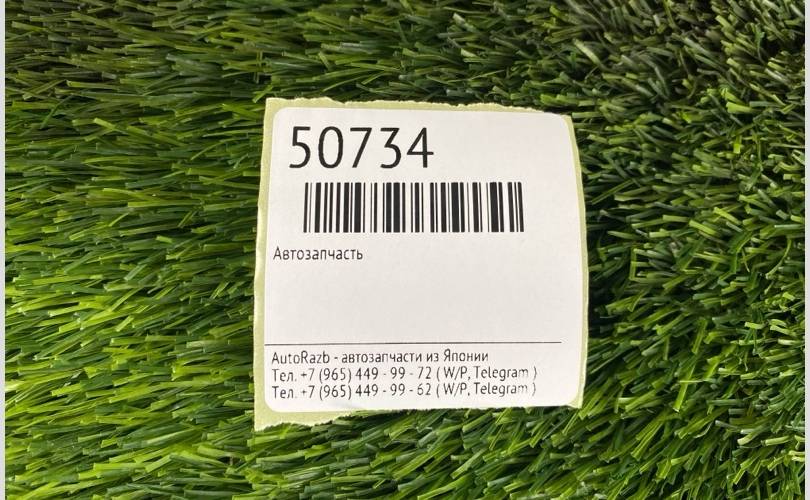 50734
Автозапчасть
AutoRazb - автозапчасти из Японии
Тел. +7 (965) 449 - 99 - 72 ( W/P, Telegram )
Тел. +7 (965) 449 - 99 - 62 ( W/P, Telegram )